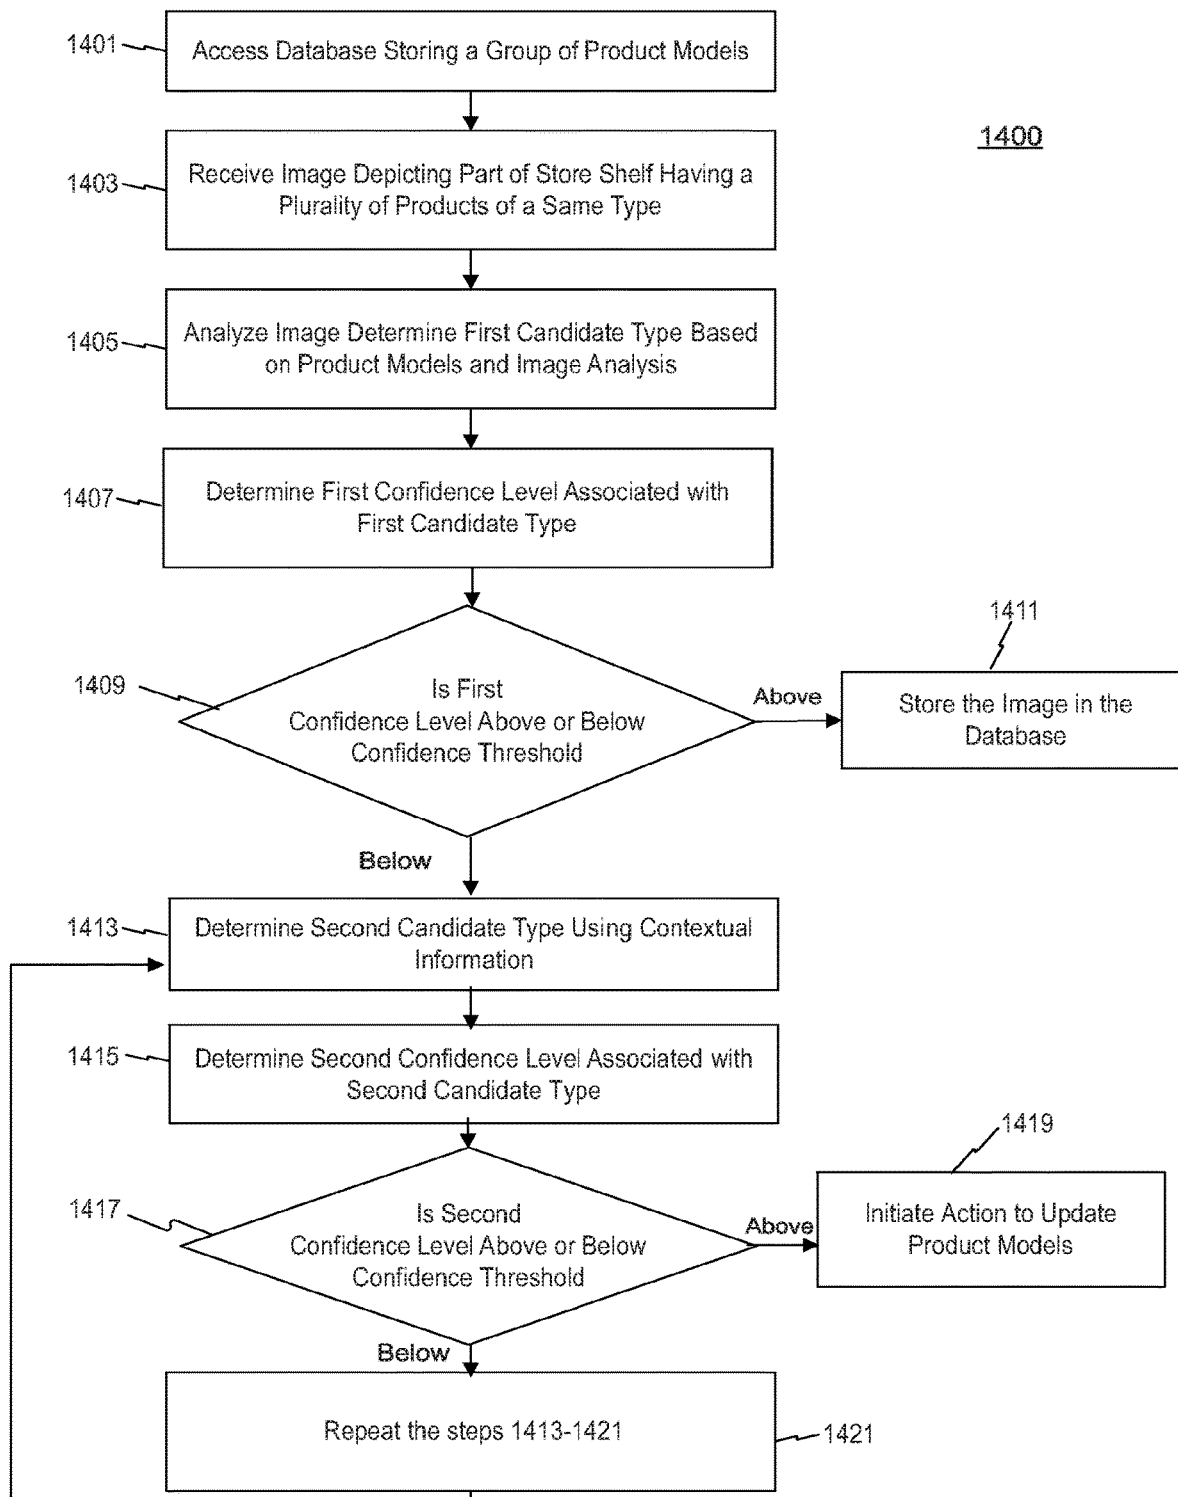 1401
Access Database Storing a Group of Product Models
1400
1403
Receive Image Depicting Part of Store Shelf Having a
Plurality of Products of a Same Type
1405
Analyze Image Determine First Candidate Type Based
on Product Models and Image Analysis
1407
Determine First Confidence Level Associated with
First Candidate Type
1409
Is First
Confidence Level Above or Below
Confidence Threshold
Above
1411
Store the Image in the
Database
Below
1413
Determine Second Candidate Type Using Contextual
Information
1415
Determine Second Confidence Level Associated with
Second Candidate Type
1417
Is Second
Confidence Level Above or Below
Confidence Threshold
Above
1419
Initiate Action to Update
Product Models
Below
Repeat the steps 1413-1421
1421